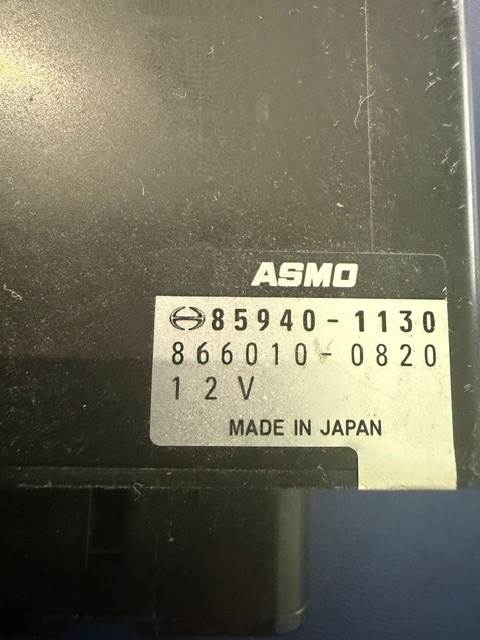 ASMO
85940-1130
866010-0820
12V
MADE IN JAPAN